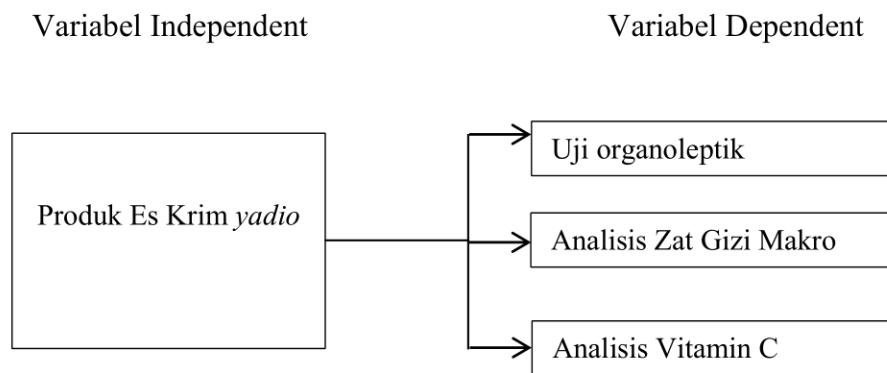 Variabel Independent
Variabel Dependent
Produk Es Krim yadio
Uji organoleptik
Analisis Zat Gizi Makro
Analisis Vitamin C